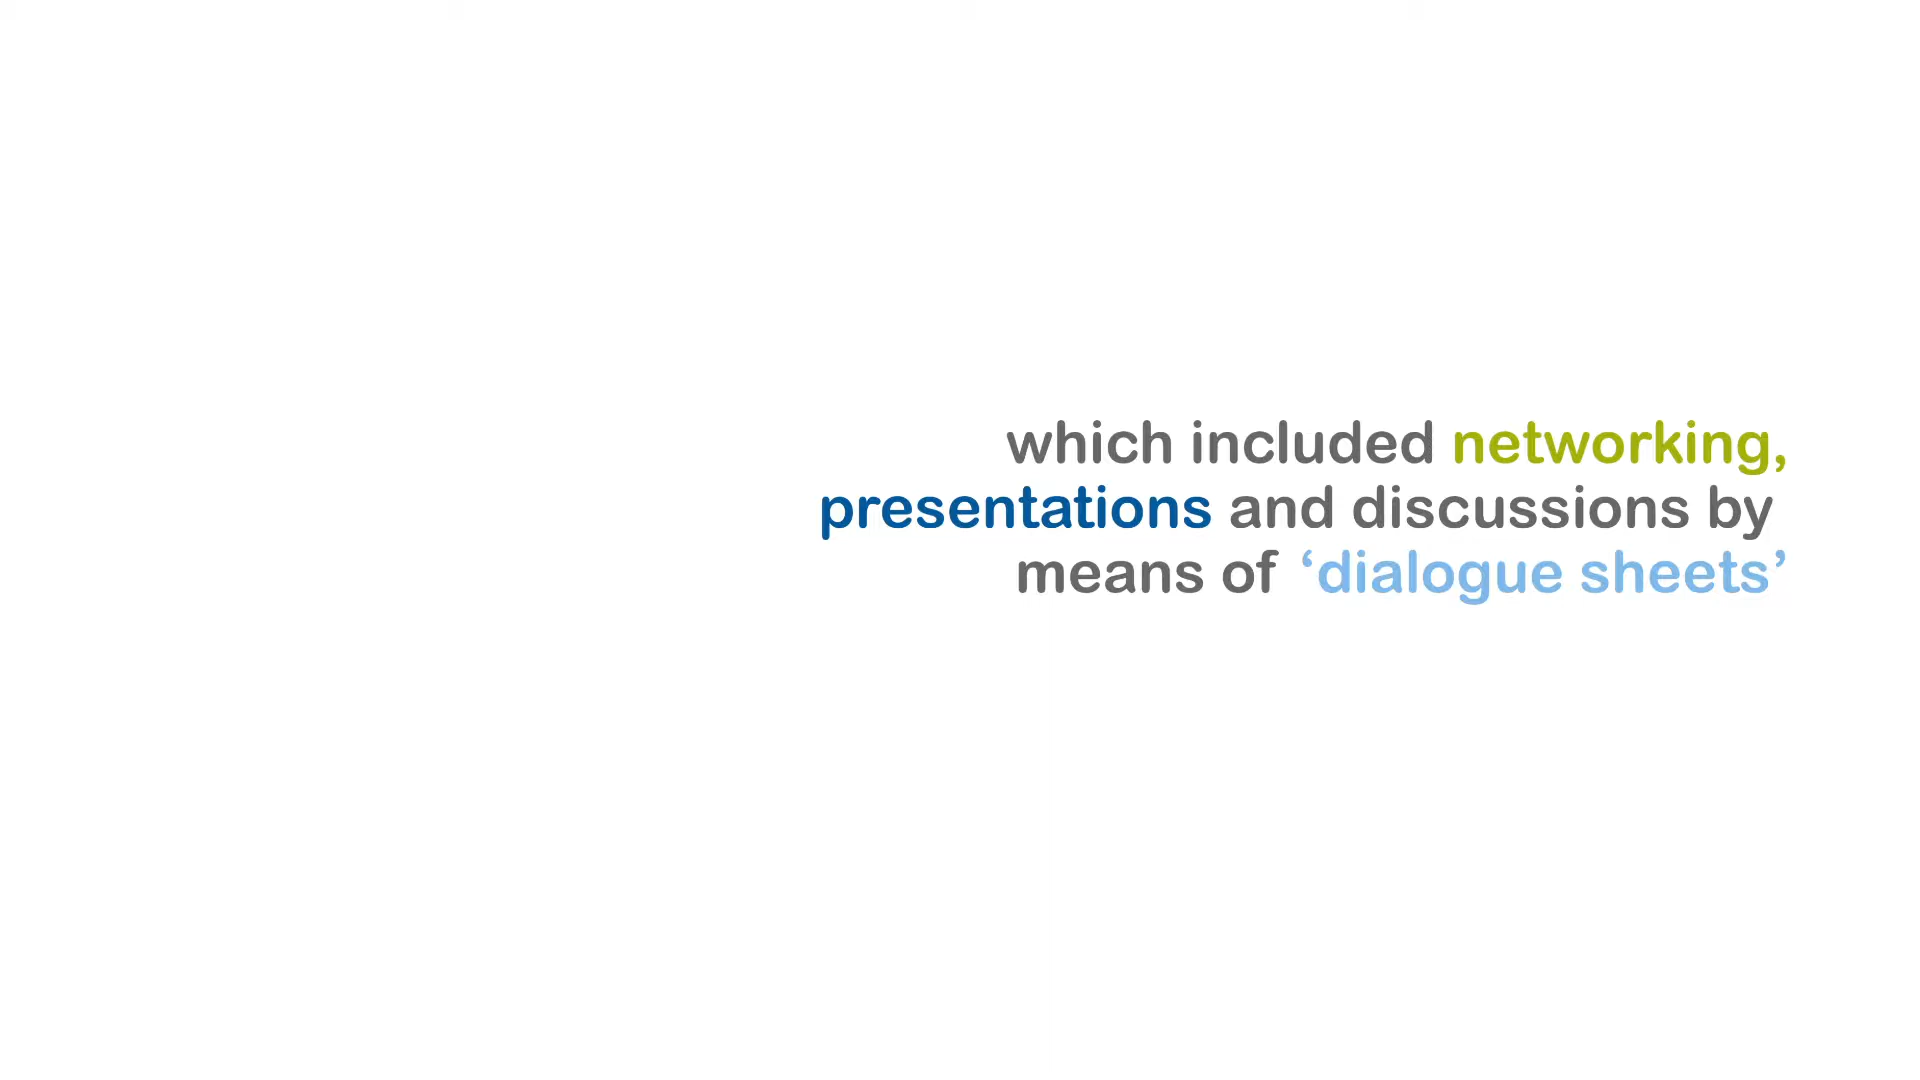 which included networking,
presentations and discussions by
means of ‘dialogue sheets’